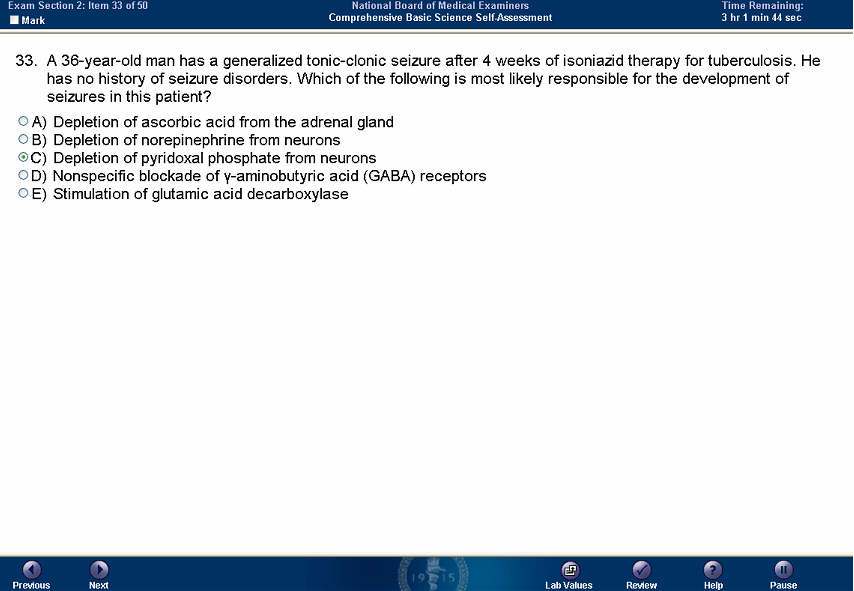 Exam Section 2: Item 33 of 50
National Board of Medical Examiners
Time Remaining:
Mark
Comprehensive Basic Science Self-Assessment
3 hr 1 min 44 sec
33. A 36-year-old man has a generalized tonic-clonic seizure after 4 weeks of isoniazid therapy for tuberculosis. He
has no history of seizure disorders. Which of the following is most likely responsible for the development of
seizures in this patient?
A) Depletion of ascorbic acid from the adrenal gland
B) Depletion of norepinephrine from neurons
C) Depletion of pyridoxal phosphate from neurons
D) Nonspecific blockade of γ-aminobutyric acid (GABA) receptors
E) Stimulation of glutamic acid decarboxylase
1915
Previous
Next
Lab Values
Review
Help
Pause